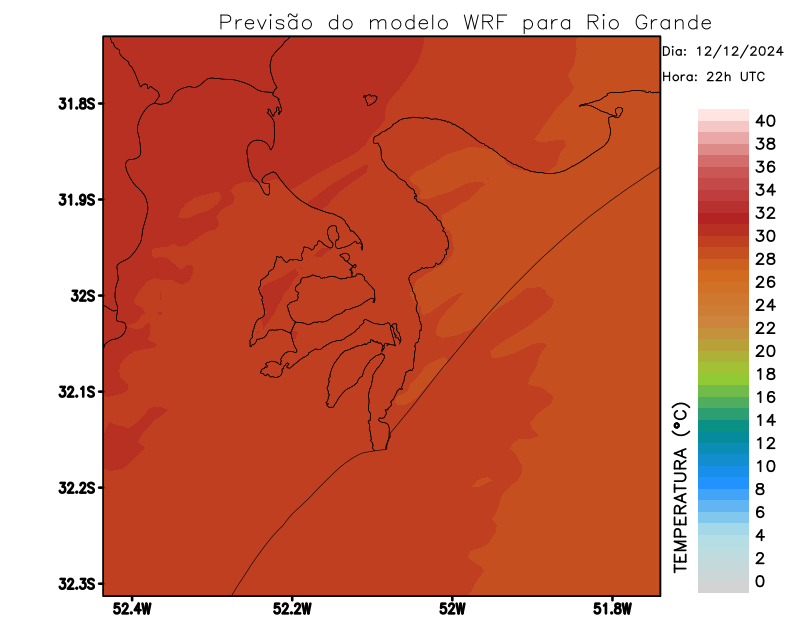 Previsão do modelo WRF para Rio Grande
Dia: 12/12/2024
Hora: 22h UTC
31.8S
31.9S
32S
32.1S
32.2S
32.3S
52.4W
52.2W
52W
51.8W
TEMPERATURA (°C)
40
38
36
34
32
30
28
26
24
22
20
18
16
14
12
10
8
6
4
2
0